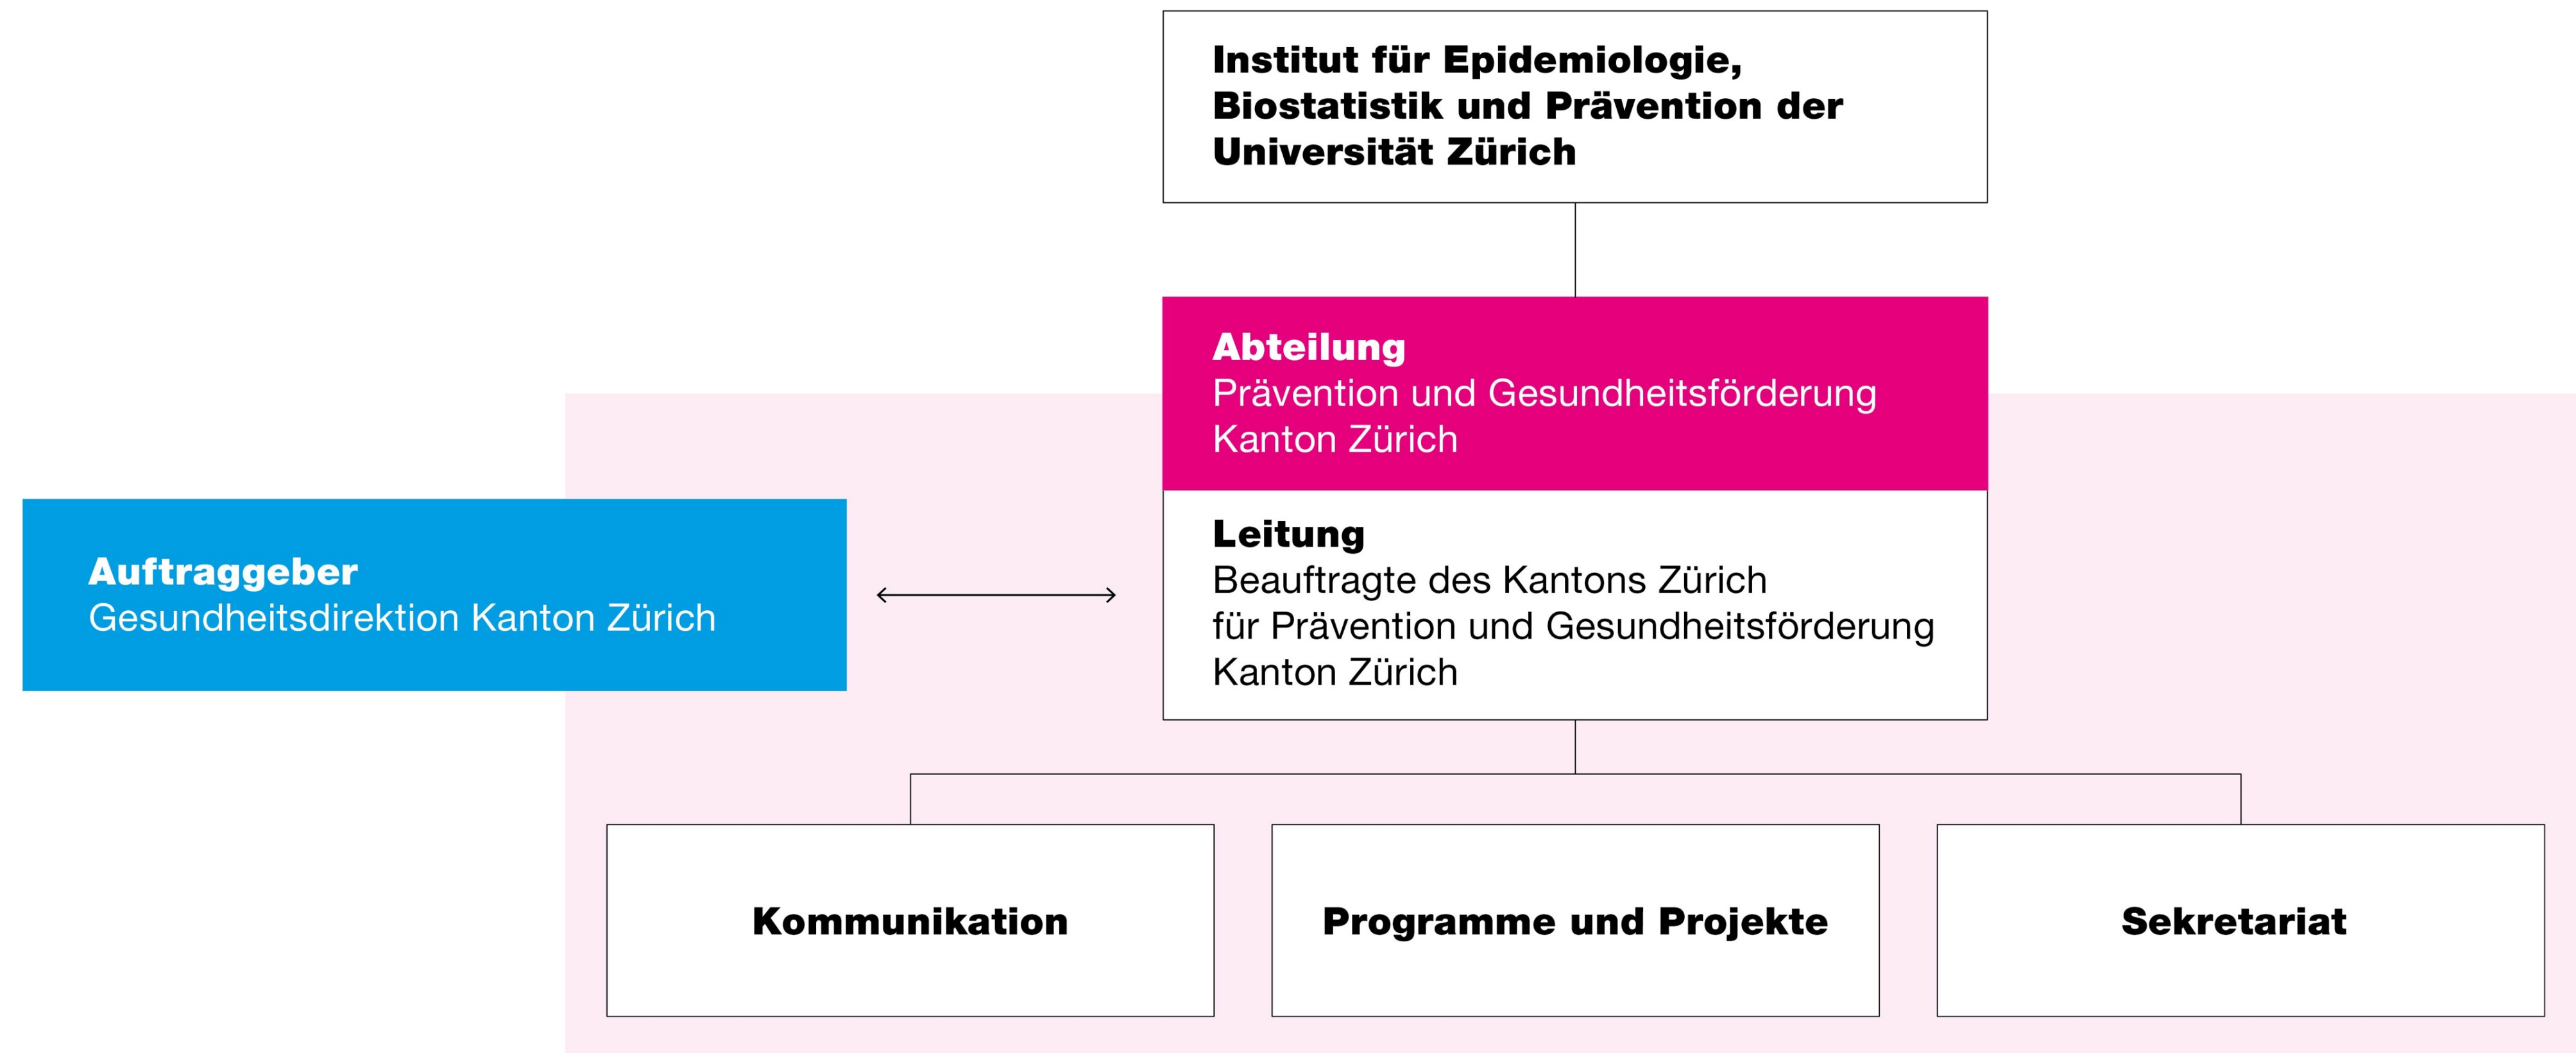 Institut für Epidemiologie,
Biostatistik und Prävention der
Universität Zürich
Abteilung
Prävention und Gesundheitsförderung
Kanton Zürich
Auftraggeber
Gesundheitsdirektion Kanton Zürich
Leitung
Beauftragte des Kantons Zürich
für Prävention und Gesundheitsförderung
Kanton Zürich
Kommunikation
Programme und Projekte
Sekretariat